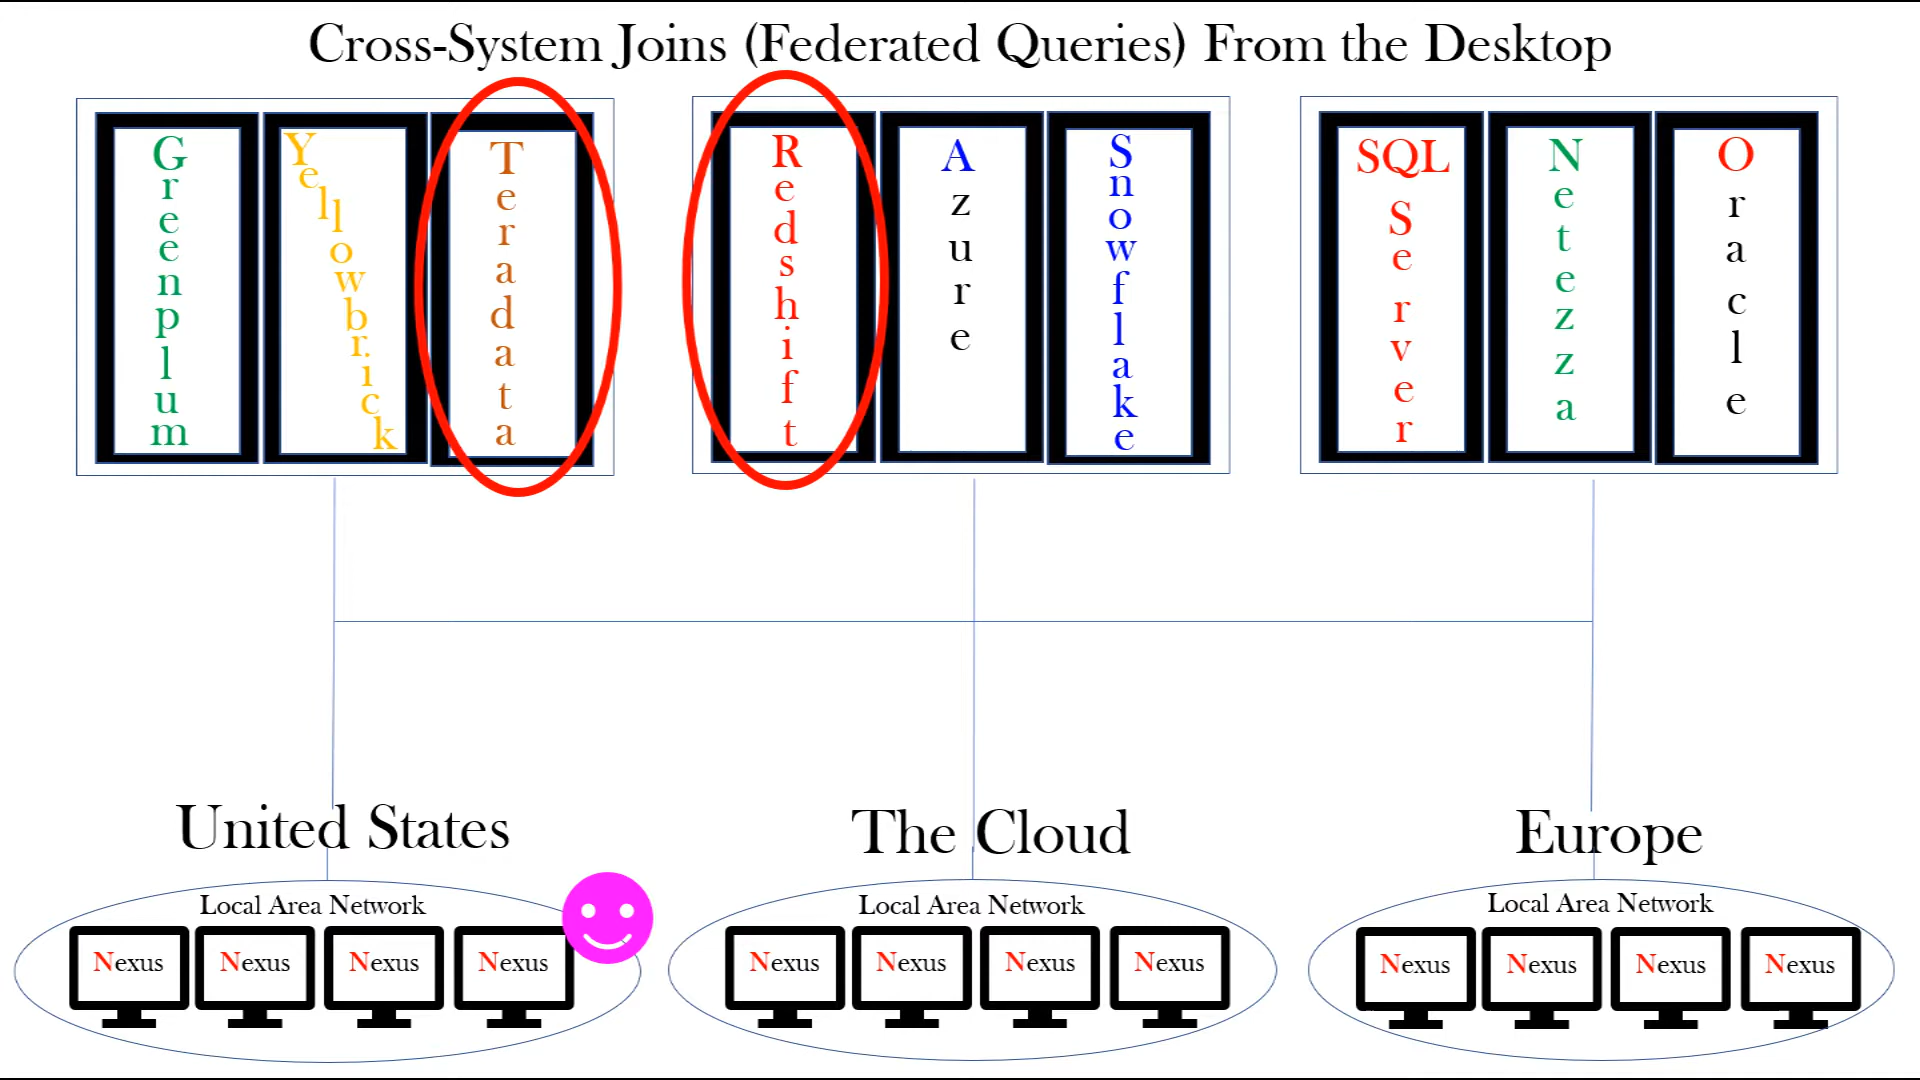 Cross-System Joins (Federated Queries) From the Desktop
Greenplum
Yellowbrick
Teradata
Redshift
Azure
Snowflake
SQL Server
Netezza
Oracle
United States
The Cloud
Europe
Local Area Network
Nexus
Nexus
Nexus
Nexus
Local Area Network
Nexus
Nexus
Nexus
Nexus
Local Area Network
Nexus
Nexus
Nexus
Nexus